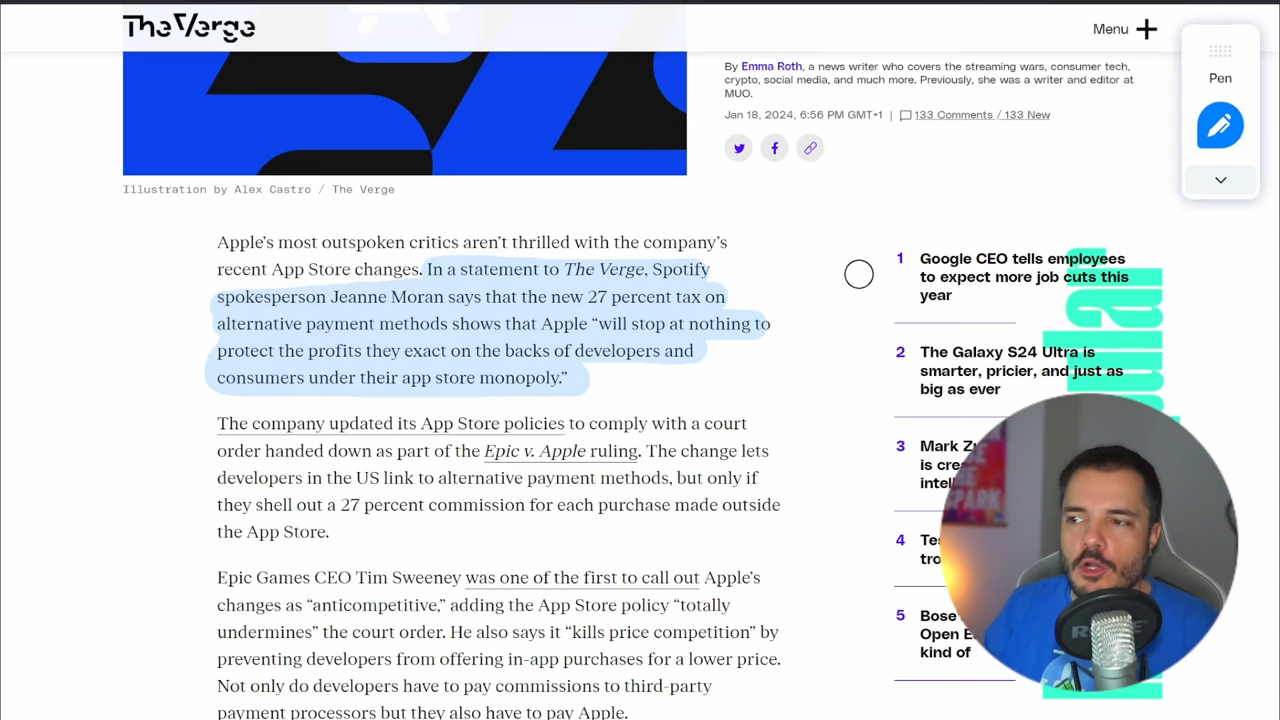 The Verge
Menu
By Emma Roth, a news writer who covers the streaming wars, consumer tech,
crypto, social media, and much more. Previously, she was a writer and editor at
MUO.
Jan 18, 2024, 6:56 PM GMT+1 | 133 Comments / 133 New
Pen
Illustration by Alex Castro / The Verge
Apple’s most outspoken critics aren’t thrilled with the company’s
recent App Store changes. In a statement to The Verge, Spotify
spokesperson Jeanne Moran says that the new 27 percent tax on
alternative payment methods shows that Apple “will stop at nothing to
protect the profits they exact on the backs of developers and
consumers under their app store monopoly.”
The company updated its App Store policies to comply with a court
order handed down as part of the Epic v. Apple ruling. The change lets
developers in the US link to alternative payment methods, but only if
they shell out a 27 percent commission for each purchase made outside
the App Store.
Epic Games CEO Tim Sweeney was one of the first to call out Apple’s
changes as “anticompetitive,” adding the App Store policy “totally
undermines” the court order. He also says it “kills price competition” by
preventing developers from offering in-app purchases for a lower price.
Not only do developers have to pay commissions to third-party
payment processors but they also have to pay Apple.
1 Google CEO tells employees
to expect more job cuts this
year
2 The Galaxy S24 Ultra is
smarter, pricier, and just as
big as ever
3 Mark
is
4
5 Bose
Open
kind of
SPARK